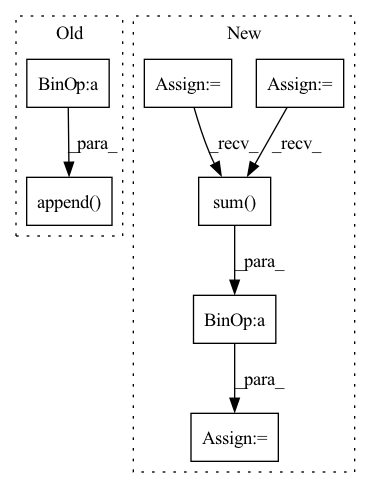 Old
New
BinOp:a
Assign:=
Assign:=
_para_
_recv_
_recv_
append()
sum()
_para_
BinOp:a
_para_
Assign:=